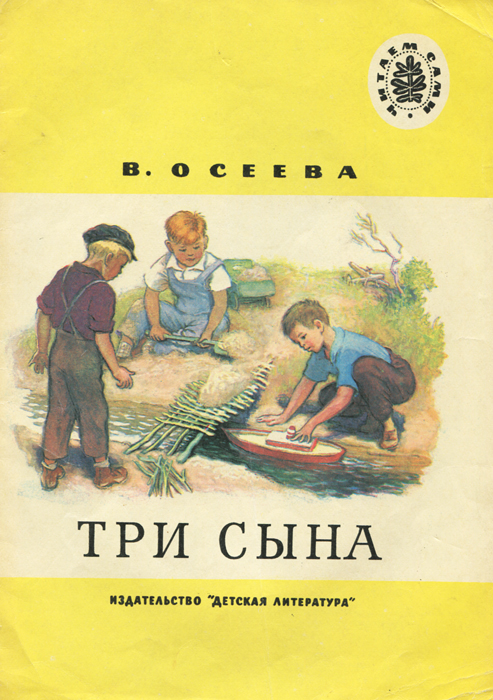 ЧИТАЕМ САМИ
В. ОСЕЕВА
ТРИ СЫНА
ИЗДАТЕЛЬСТВО "ДЕТСКАЯ ЛИТЕРАТУРА"